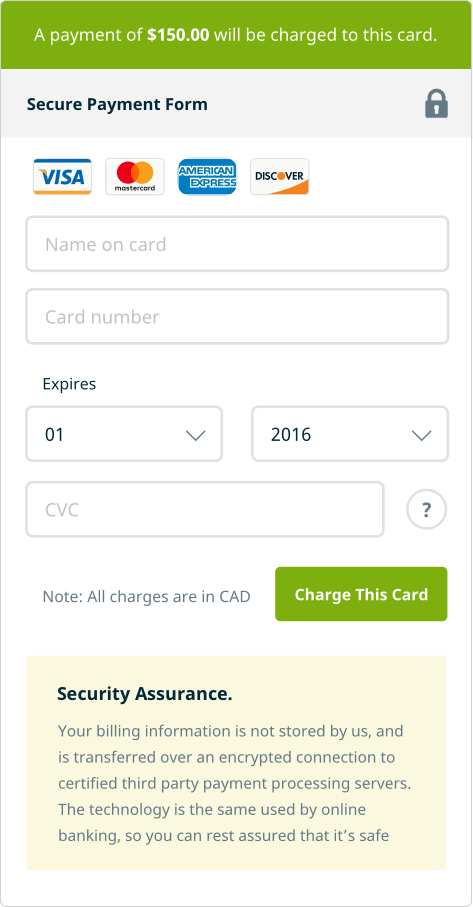 A payment of $150.00 will be charged to this card.
Secure Payment Form
VISA mastercard AMERICAN EXPRESS DISCOVER
Name on card
Card number
Expires
01 2016
CVC ?
Note: All charges are in CAD Charge This Card
Security Assurance.
Your billing information is not stored by us, and
is transferred over an encrypted connection to
certified third party payment processing servers.
The technology is the same used by online
banking, so you can rest assured that it’s safe